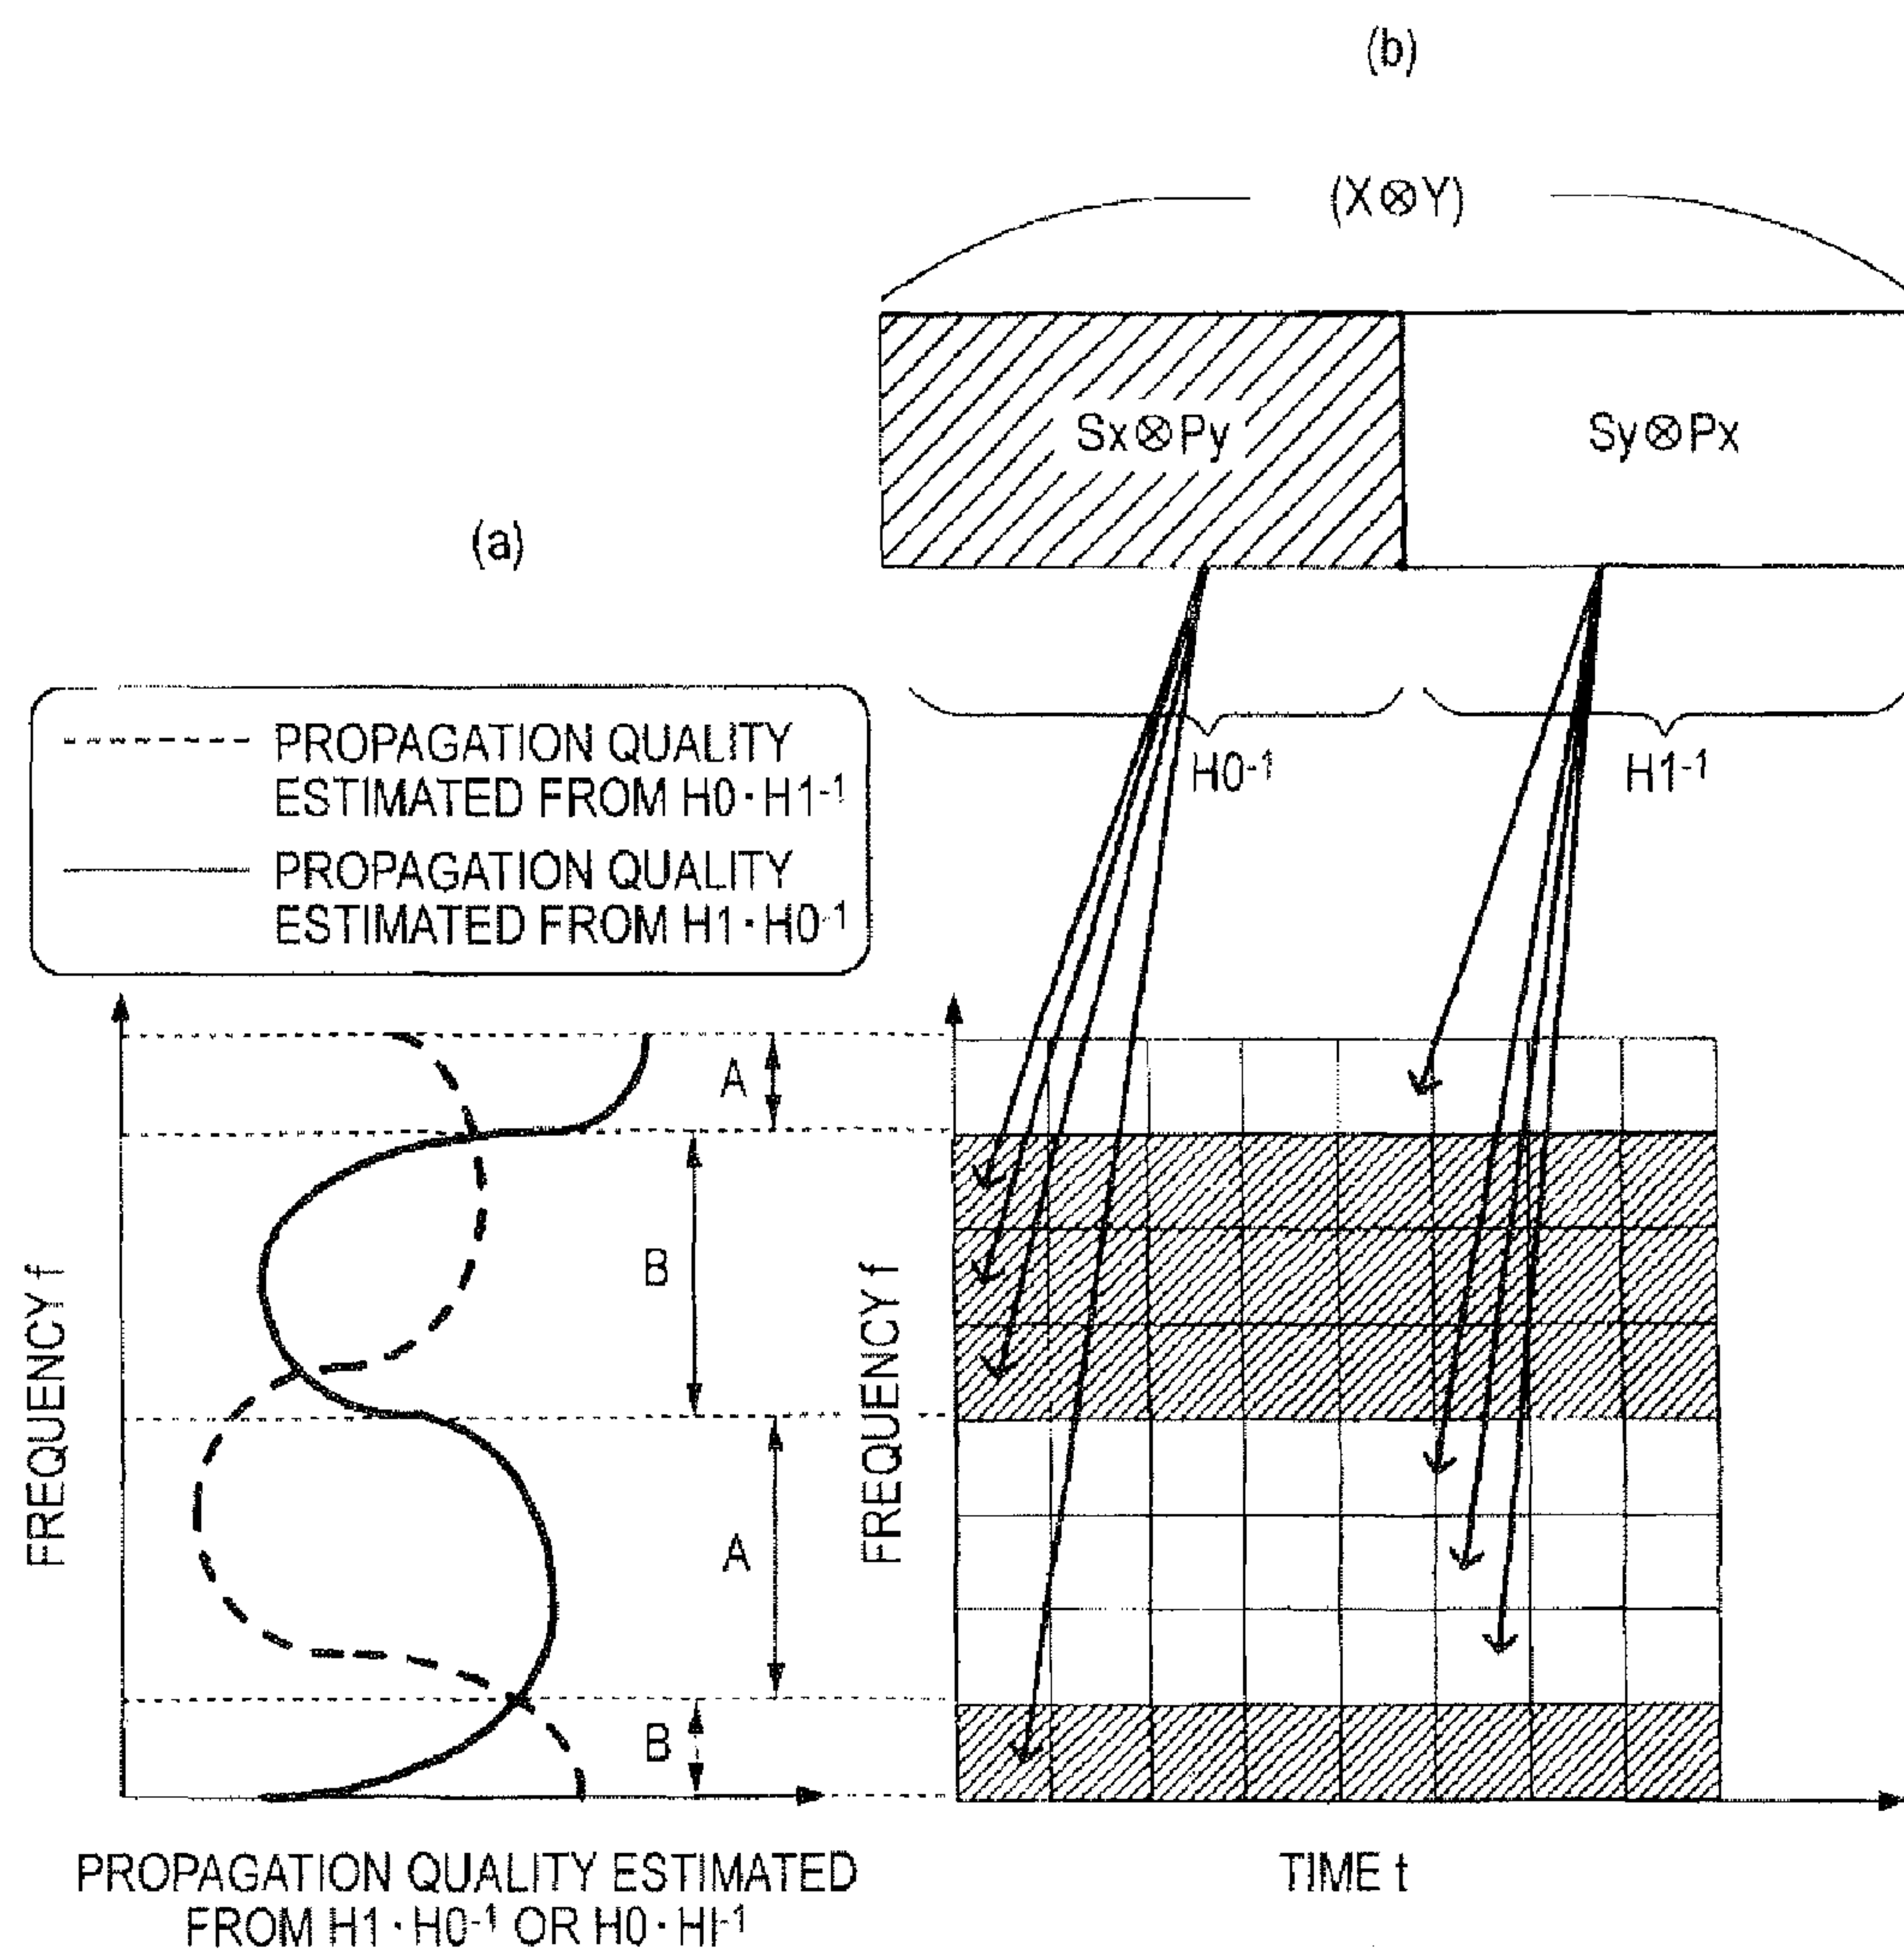 (b)
(X⊗Y)
Sx⊗Py
Sy⊗Px
(a)
H0-1
H1-1
PROPAGATION QUALITY
ESTIMATED FROM H0·H1-1
PROPAGATION QUALITY
ESTIMATED FROM H1·H0-1
A
B
A
B
FREQUENCY f
FREQUENCY f
PROPAGATION QUALITY ESTIMATED
FROM H1·H0-1 OR H0·HI-1
TIME t